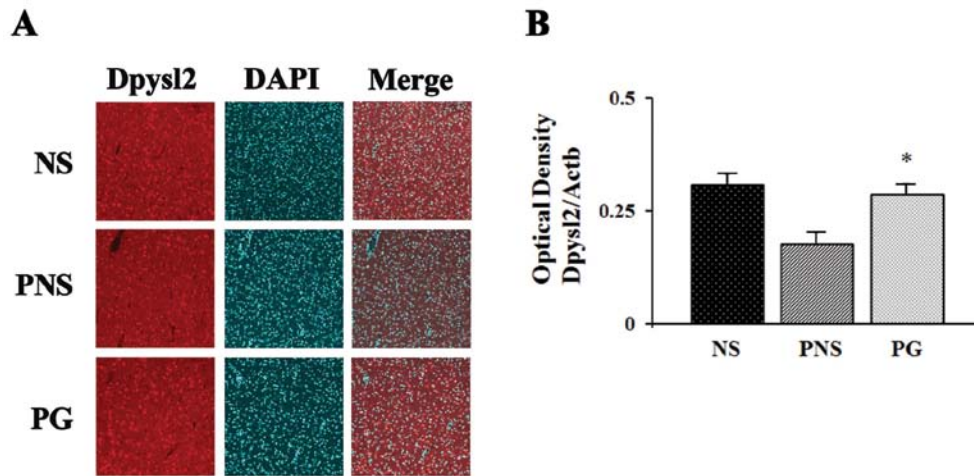 A
Dpysl2 DAPI Merge
NS
PNS
PG
B
Optical Density
Dpysl2/Actb
0.5
0.25
0
*
NS PNS PG